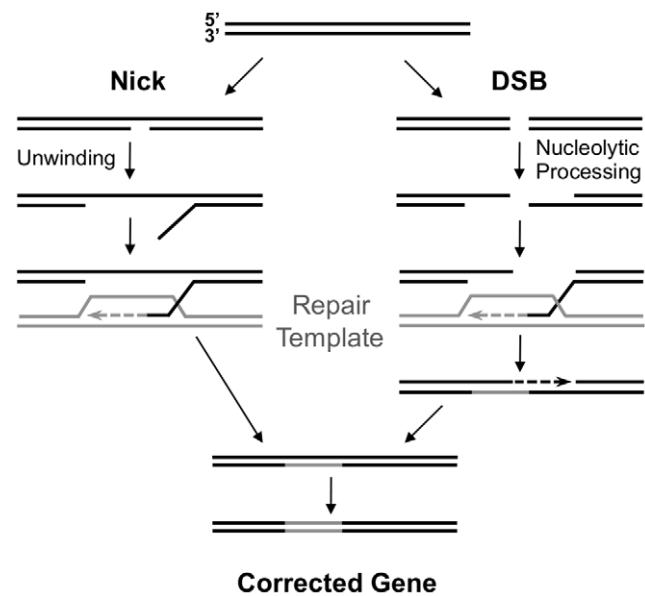 5’
3’
Nick
DSB
Unwinding
Nucleolytic
Processing
Repair
Template
Corrected Gene